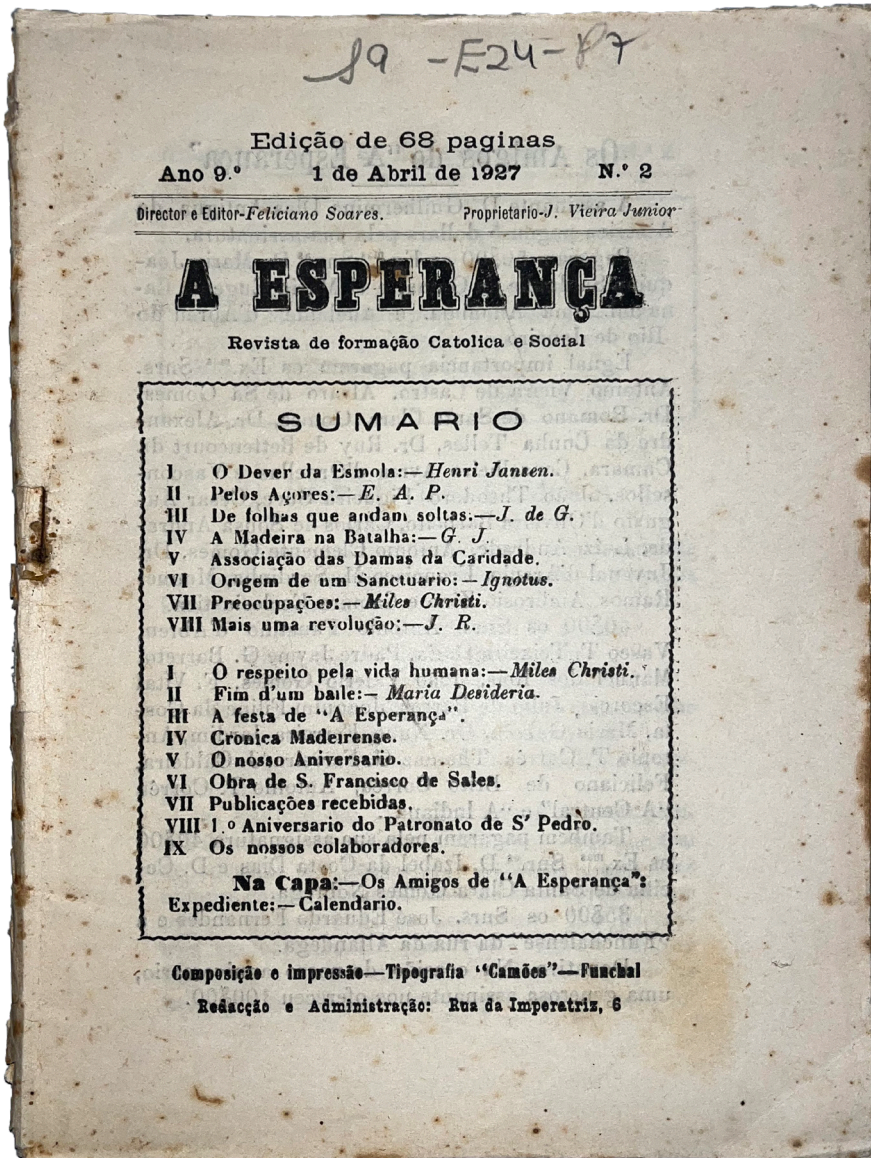 Edição de 68 paginas
Ano 9.º 1 de Abril de 1927 N.º 2
Director e Editor-Feliciano Soares. Proprietario-J. Vieira Junior
A ESPERANÇA
Revista de formação Catolica e Social
SUMARIO
I O Dever da Esmola:—Henri Jansen.
II Pelos Açores:—E. A. P.
III De folhas que andam soltas:—J. de G.
IV A Madeira na Batalha:—G. J.
V Associação das Damas da Caridade.
VI Origem de um Sanctuario:—Ignotus.
VII Preocupações:—Miles Christi.
VIII Mais uma revolução:—J. R.
I O respeito pela vida humana:—Miles Christi.
II Fim d'um baile:—Maria Desideria.
III A festa de "A Esperança".
IV Cronica Madeirense.
V O nosso Aniversario.
VI Obra de S. Francisco de Sales.
VII Publicações recebidas.
VIII 1.º Aniversario do Patronato de S' Pedro.
IX Os nossos colaboradores.
Na Capa:—Os Amigos de "A Esperança":
Expediente:—Calendario.
Composição e impressão—Tipografia "Camões"—Funchal
Redacção e Administração: Rua da Imperatriz, 6